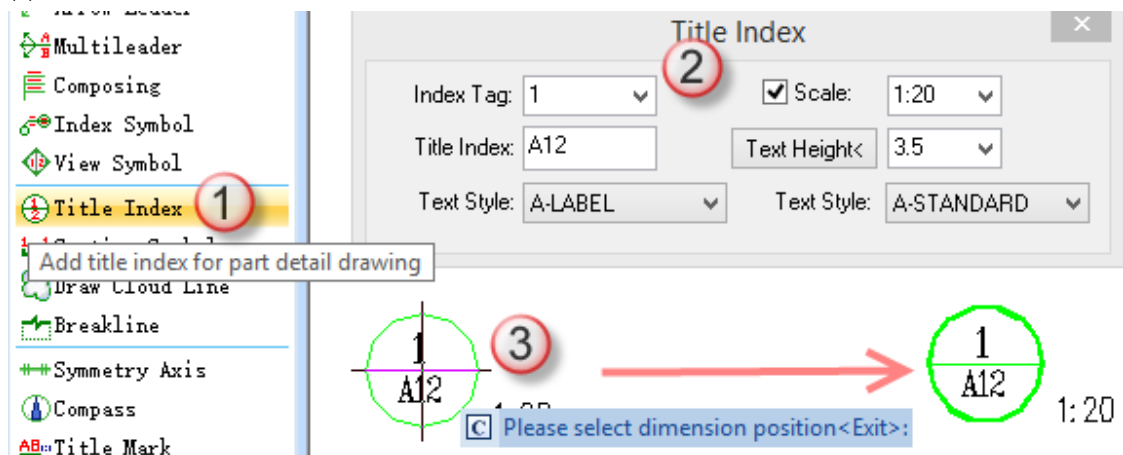 Multileader
Composing
Index Symbol
View Symbol
Title Index
1
Add title index for part detail drawing
Draw Cloud Line
Breakline
Symmetry Axis
Compass
Title Mark
Title Index
2
Index Tag: 1
Scale: 1:20
Title Index: A12
Text Height< 3.5
Text Style: A-LABEL
Text Style: A-STANDARD
1
A12
3
Please select dimension position<Exit>:
1
A12
1:20